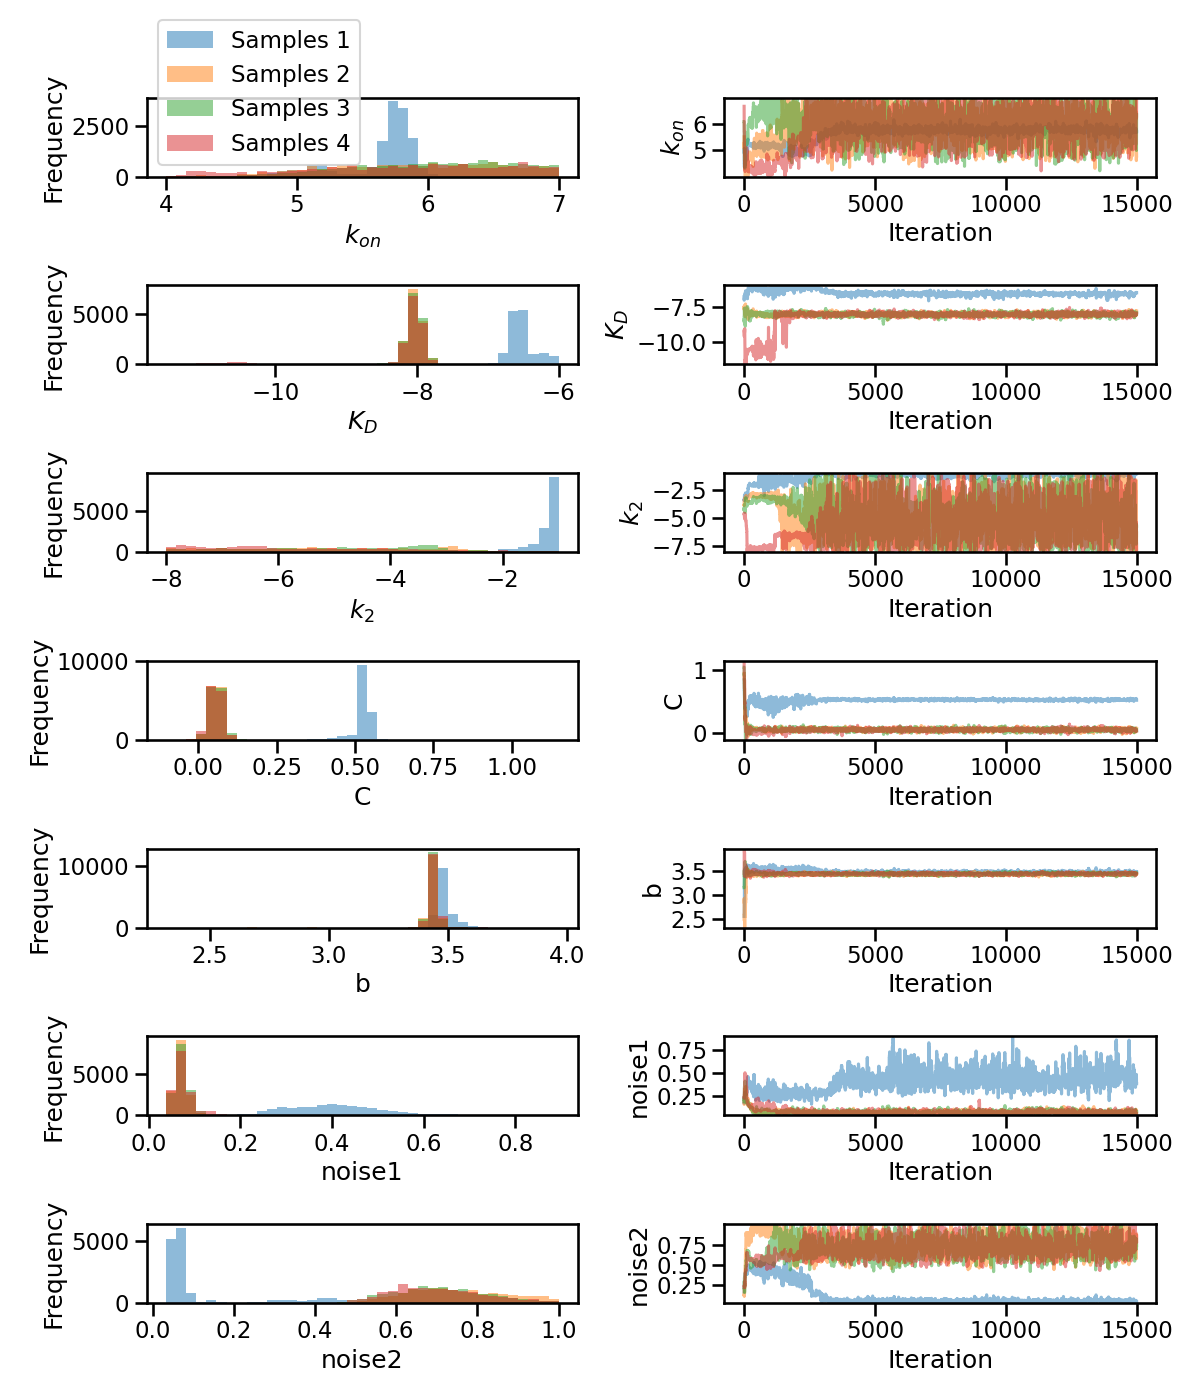 Samples 1
Samples 2
Samples 3
Samples 4
Frequency
2500
0
4 5 6 7
k_on
k_on
6
5
0 5000 10000 15000
Iteration
Frequency
5000
0
−10 −8 −6
K_D
K_D
−7.5
−10.0
0 5000 10000 15000
Iteration
Frequency
5000
0
−8 −6 −4 −2
k_2
k_2
−2.5
−5.0
−7.5
0 5000 10000 15000
Iteration
Frequency
10000
0
0.00 0.25 0.50 0.75 1.00
C
C
1
0
0 5000 10000 15000
Iteration
Frequency
10000
0
2.5 3.0 3.5 4.0
b
b
3.5
3.0
2.5
0 5000 10000 15000
Iteration
Frequency
5000
0
0.0 0.2 0.4 0.6 0.8
noise1
noise1
0.75
0.50
0.25
0 5000 10000 15000
Iteration
Frequency
5000
0
0.0 0.2 0.4 0.6 0.8 1.0
noise2
noise2
0.75
0.50
0.25
0 5000 10000 15000
Iteration